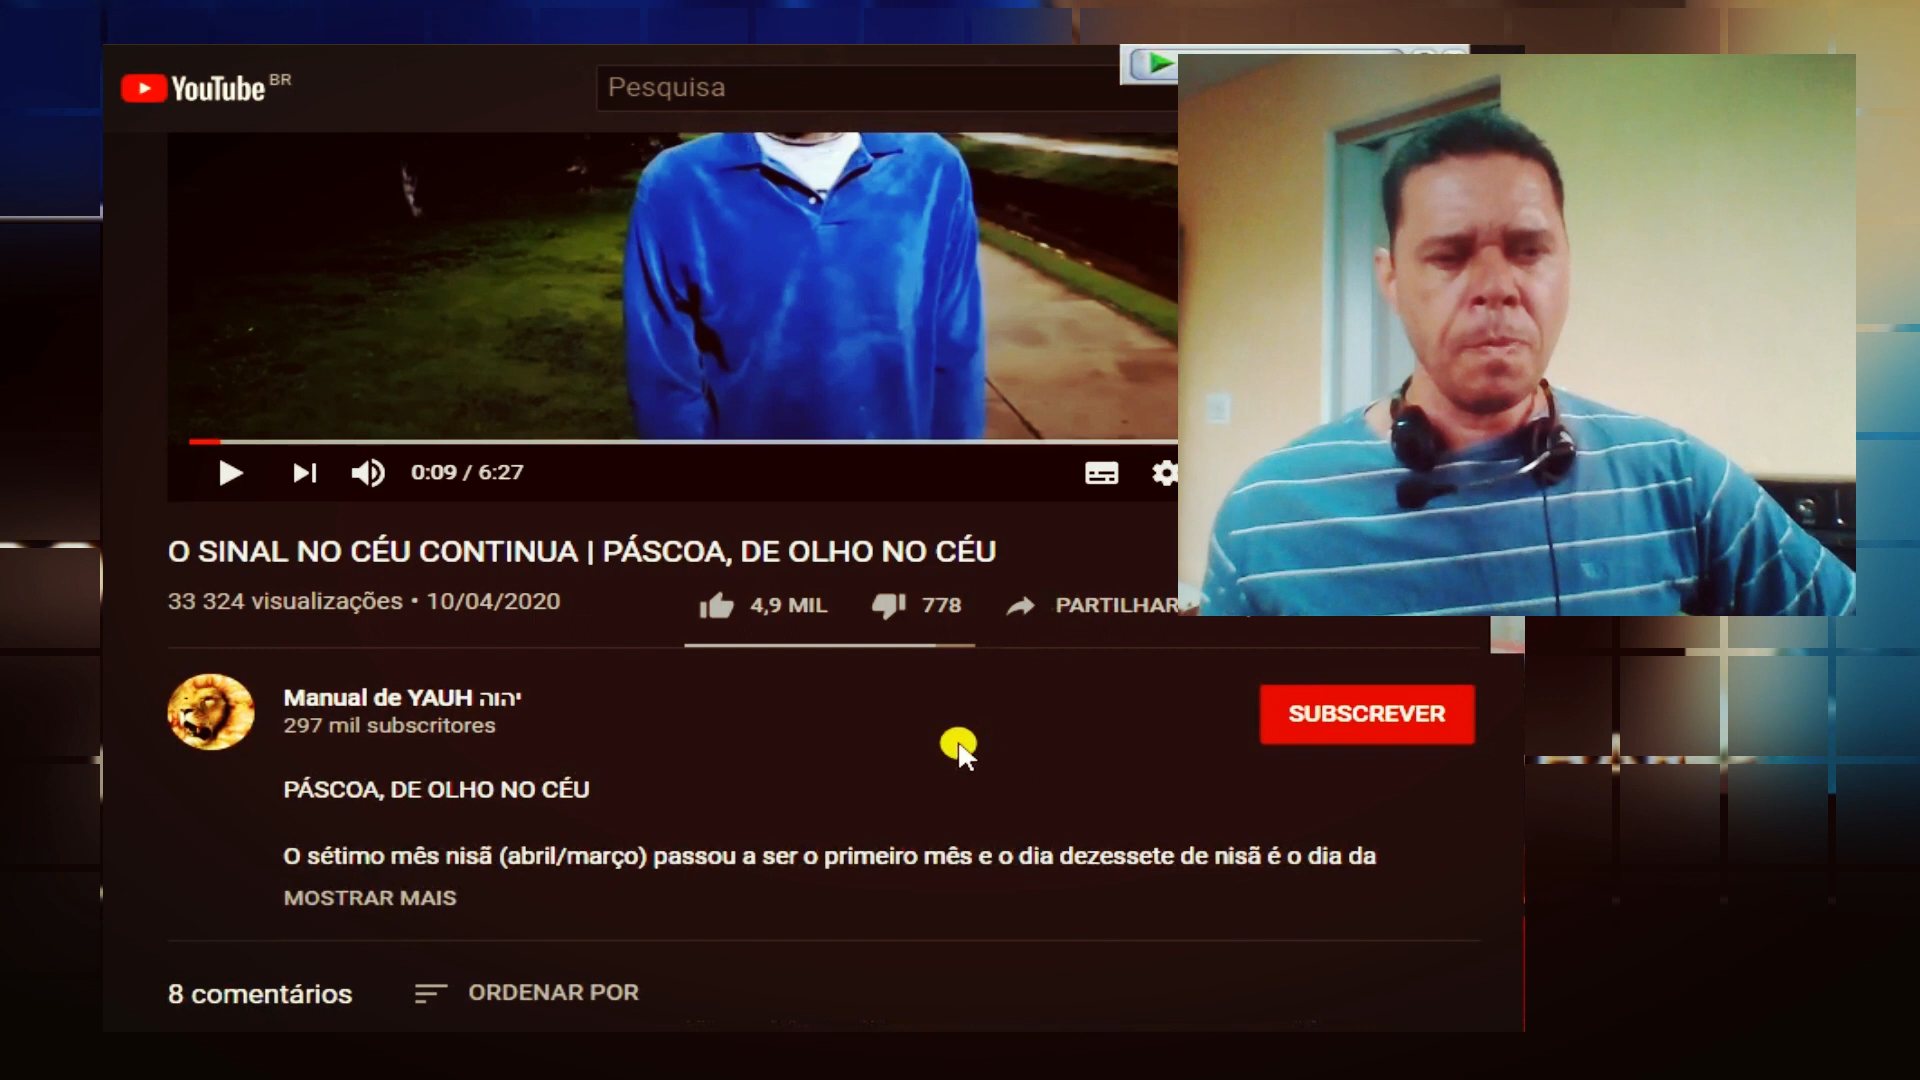 YouTube BR
Pesquisa
0:09 / 6:27
O SINAL NO CÉU CONTINUA | PÁSCOA, DE OLHO NO CÉU
33 324 visualizações • 10/04/2020
4,9 MIL
778
PARTILHAR
Manual de YAUH יהוה
297 mil subscritores
SUBSCREVER
PÁSCOA, DE OLHO NO CÉU
O sétimo mês nisã (abril/março) passou a ser o primeiro mês e o dia dezessete de nisã é o dia da
MOSTRAR MAIS
8 comentários
ORDENAR POR